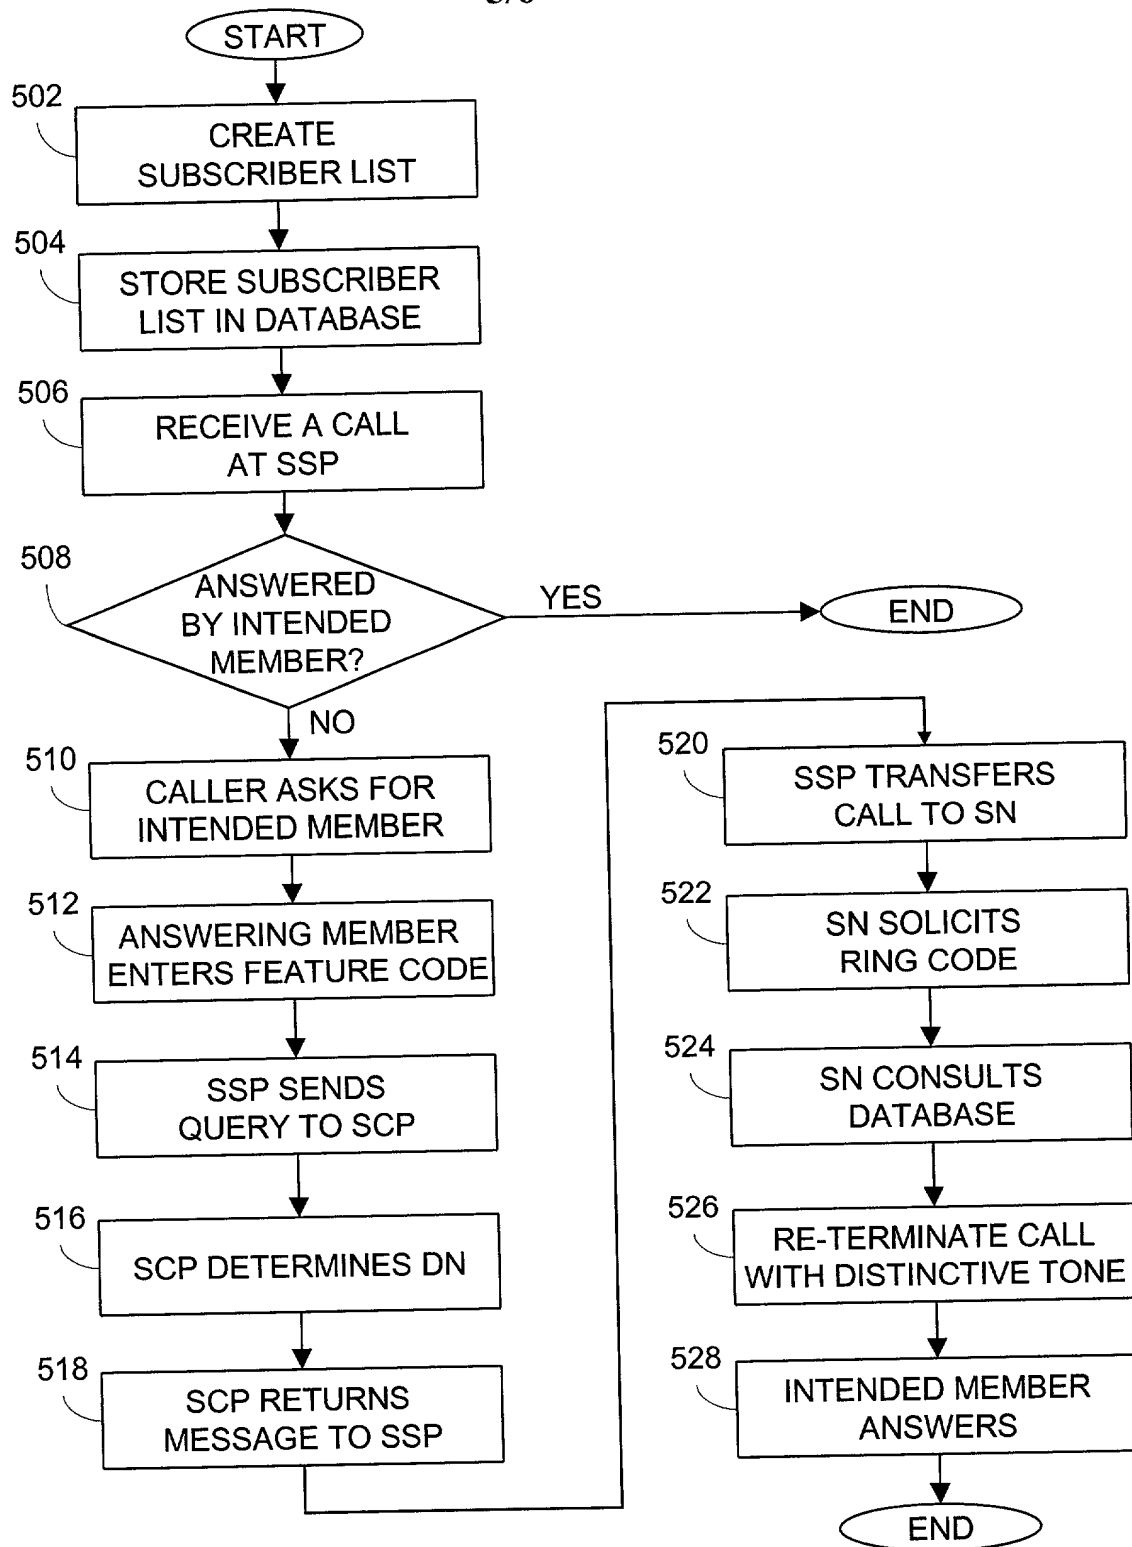 START
502
CREATE
SUBSCRIBER LIST
504
STORE SUBSCRIBER
LIST IN DATABASE
506
RECEIVE A CALL
AT SSP
508
ANSWERED
BY INTENDED
MEMBER?
YES
END
NO
510
CALLER ASKS FOR
INTENDED MEMBER
512
ANSWERING MEMBER
ENTERS FEATURE CODE
514
SSP SENDS
QUERY TO SCP
516
SCP DETERMINES DN
518
SCP RETURNS
MESSAGE TO SSP
520
SSP TRANSFERS
CALL TO SN
522
SN SOLICITS
RING CODE
524
SN CONSULTS
DATABASE
526
RE-TERMINATE CALL
WITH DISTINCTIVE TONE
528
INTENDED MEMBER
ANSWERS
END